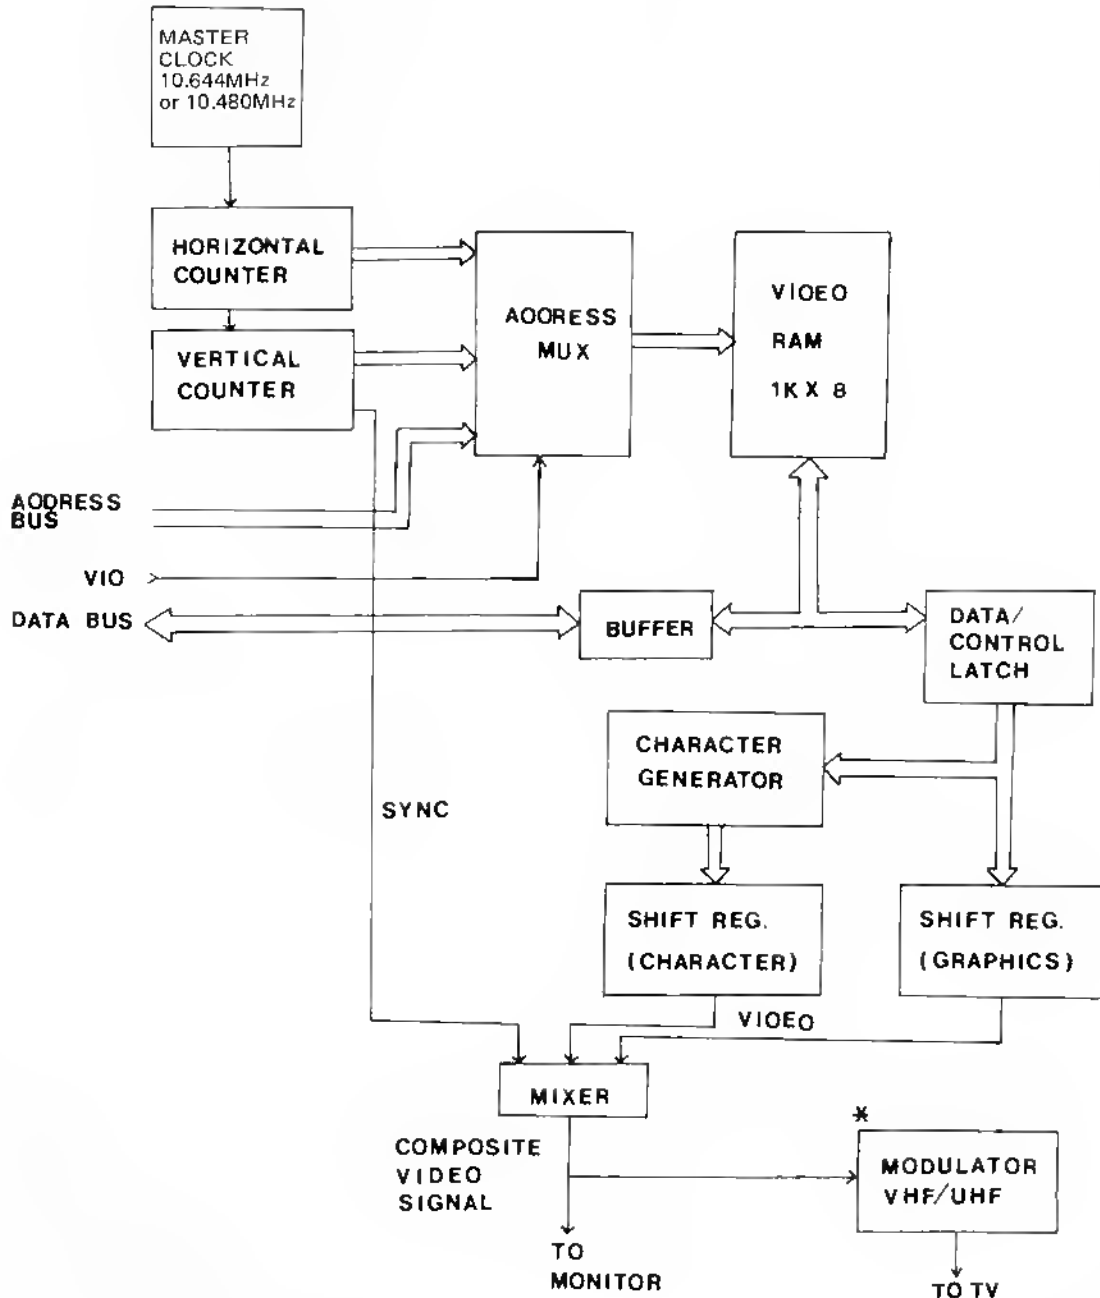 MASTER
CLOCK
10.644MHz
or 10.480MHz
HORIZONTAL
COUNTER
VERTICAL
COUNTER
AODRESS
MUX
VIOEO
RAM
1K X 8
AODRESS
BUS
VIO
DATA BUS
BUFFER
DATA/
CONTROL
LATCH
CHARACTER
GENERATOR
SYNC
SHIFT REG.
(CHARACTER)
SHIFT REG.
(GRAPHICS)
VIOEO
MIXER
COMPOSITE
VIDEO
SIGNAL
*
MODULATOR
VHF/UHF
TO
MONITOR
TO TV